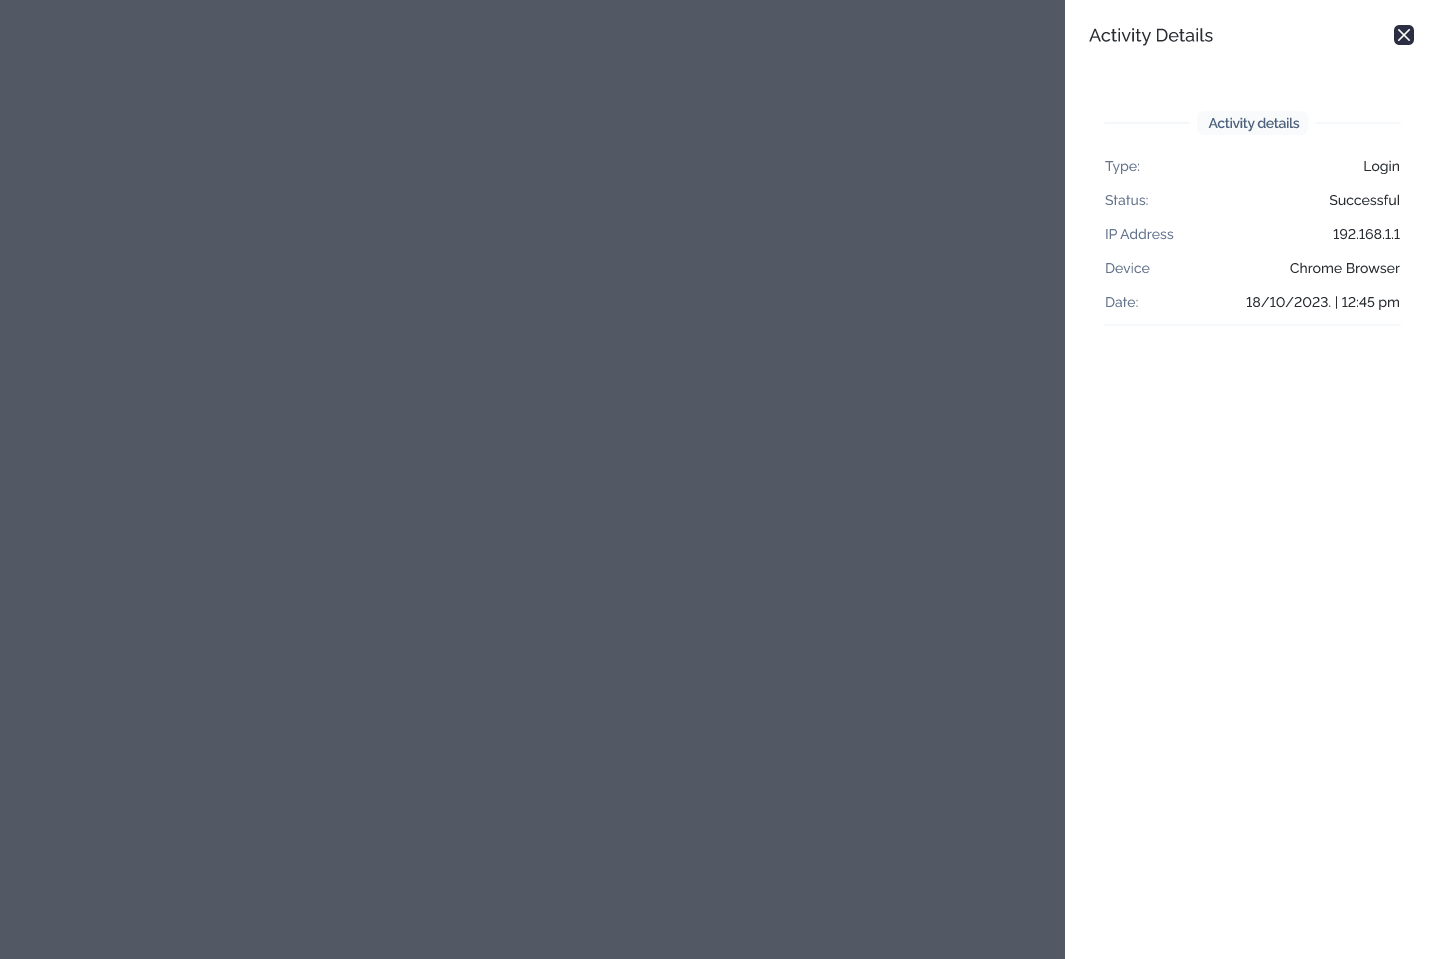 Activity Details
Activity details
Type: Login
Status: Successful
IP Address 192.168.1.1
Device Chrome Browser
Date: 18/10/2023. | 12:45 pm